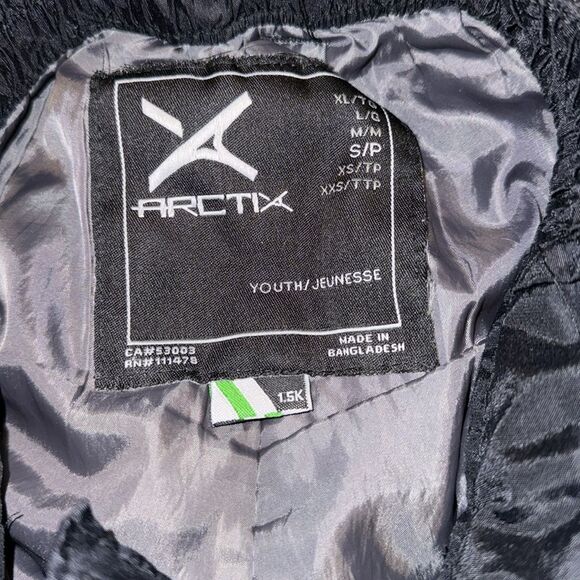 XL/TG
L/G
M/M
S/P
XS/TP
XXS/TTP
ARCTIX
YOUTH/JEUNESSE
CA#53003
RN#111478
MADE IN
BANGLADESH
1.5K